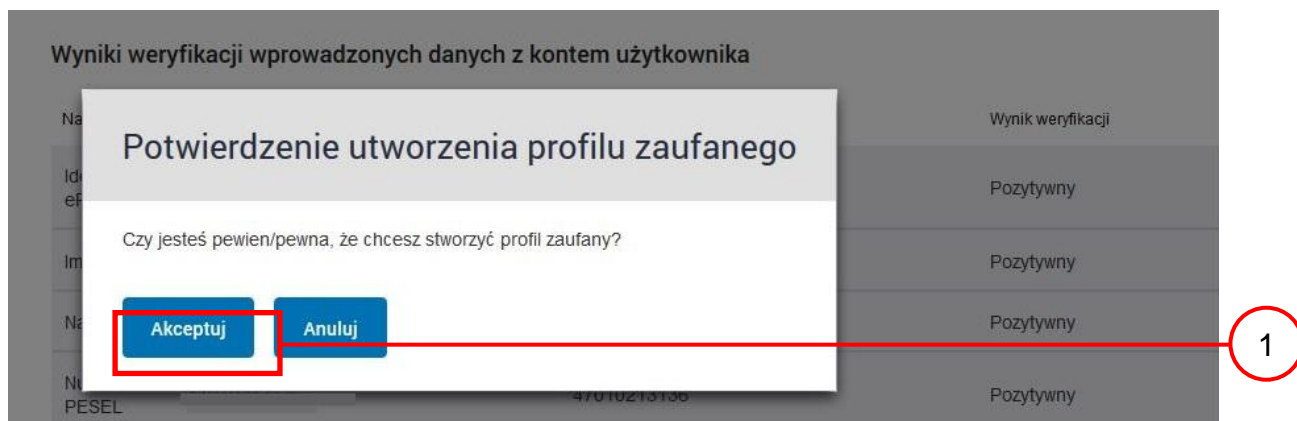 Wyniki weryfikacji wprowadzonych danych z kontem użytkownika
Wynik weryfikacji
Potwierdzenie utworzenia profilu zaufanego
Pozytywny
Czy jesteś pewien/pewna, że chcesz stworzyć profil zaufany?
Pozytywny
Akceptuj Anuluj
Pozytywny
1
PESEL
Pozytywny